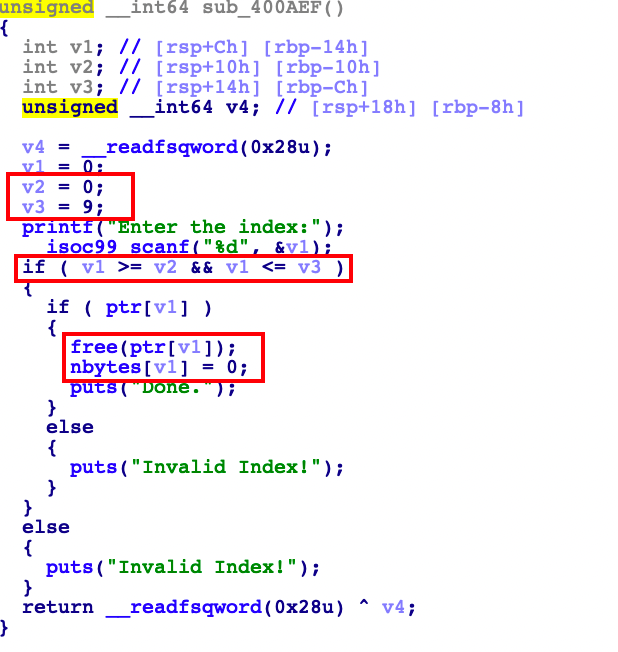 unsigned __int64 sub_400AEF()
{
int v1; // [rsp+Ch] [rbp-14h]
int v2; // [rsp+10h] [rbp-10h]
int v3; // [rsp+14h] [rbp-Ch]
unsigned __int64 v4; // [rsp+18h] [rbp-8h]
v4 = __readfsqword(0x28u);
v1 = 0;
v2 = 0;
v3 = 9;
printf("Enter the index:");
isoc99_scanf("%d", &v1);
if ( v1 >= v2 && v1 <= v3 )
{
if ( ptr[v1] )
{
free(ptr[v1]);
nbytes[v1] = 0;
puts("Done.");
}
else
{
puts("Invalid Index!");
}
}
else
{
puts("Invalid Index!");
}
return __readfsqword(0x28u) ^ v4;
}